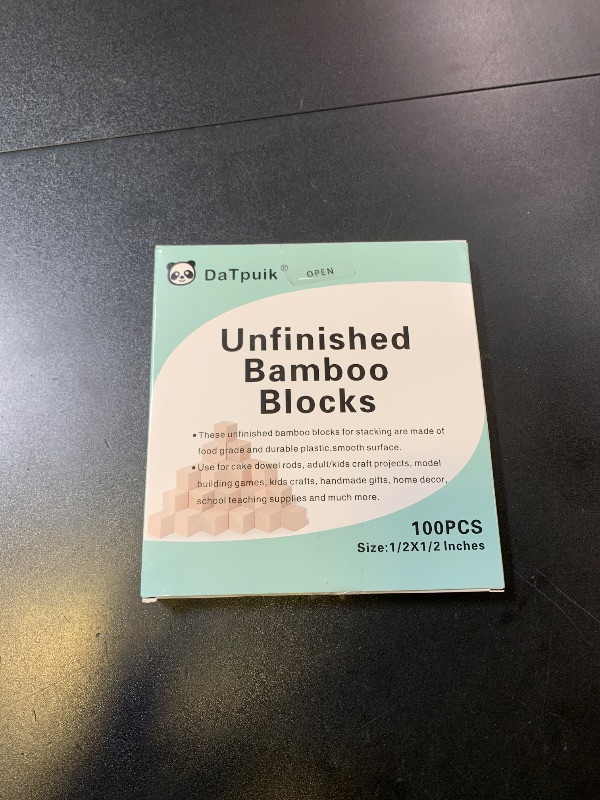 DaTpuik® OPEN
Unfinished
Bamboo
Blocks
•These unfinished bamboo blocks for stacking are made of
food grade and durable plastic,smooth surface.
•Use for cake dowel rods, adult/kids craft projects, model
building games, kids crafts, handmade gifts, home decor,
school teaching supplies and much more.
100PCS
Size:1/2X1/2 Inches